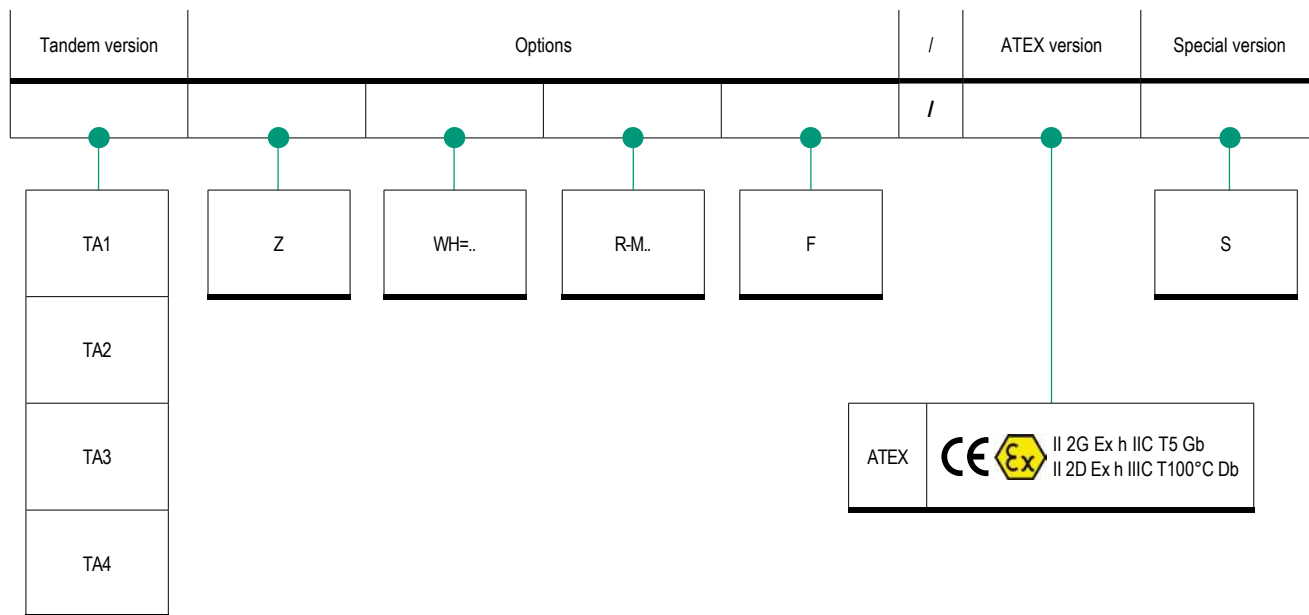 Tandem version
Options
/
ATEX version
Special version
/
TA1
Z
WH=..
R-M..
F
S
TA2
TA3
ATEX
CE Ex
II 2G Ex h IIC T5 Gb
II 2D Ex h IIIC T100°C Db
TA4